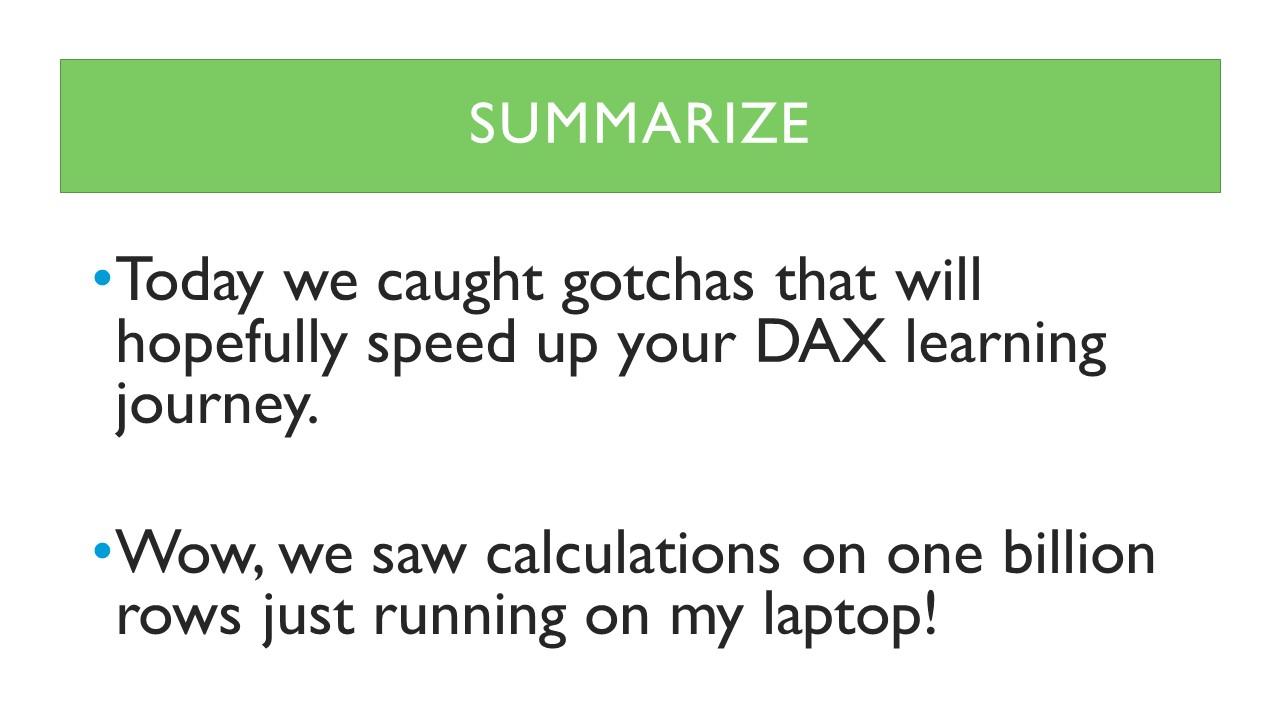 SUMMARIZE
•Today we caught gotchas that will
hopefully speed up your DAX learning
journey.
•Wow, we saw calculations on one billion
rows just running on my laptop!